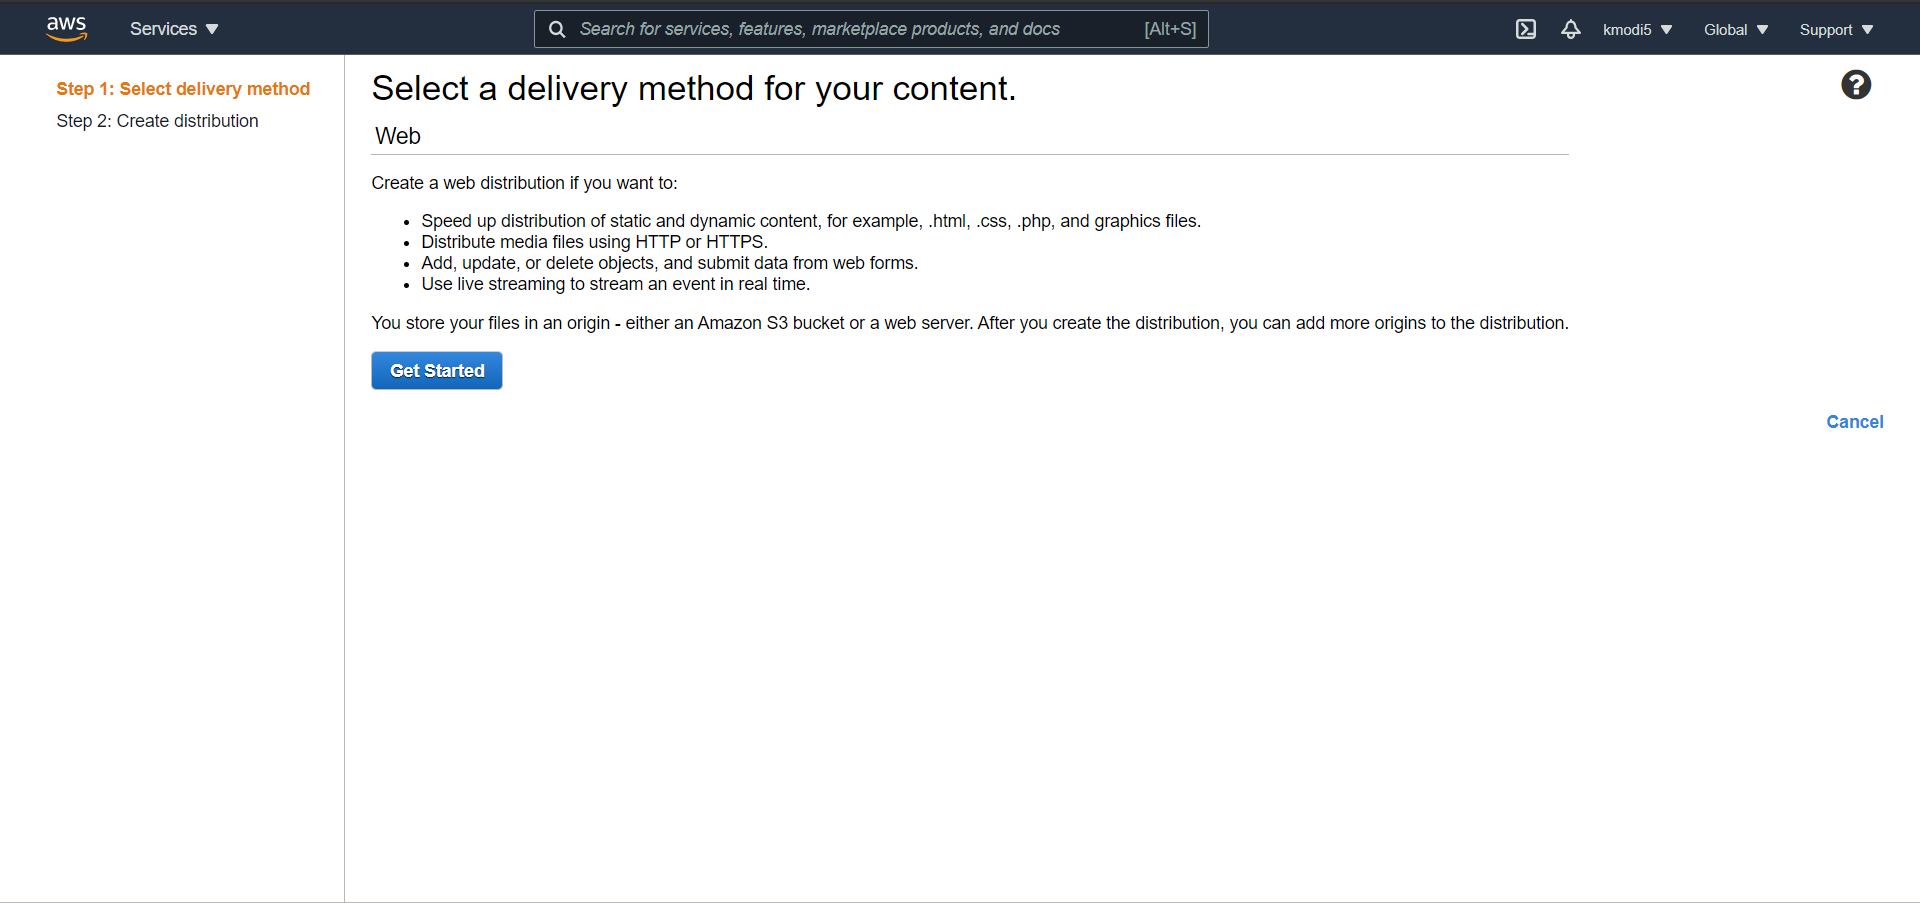 aws
Services
Search for services, features, marketplace products, and docs
[Alt+S]
kmodi5
Global
Support
Step 1: Select delivery method
Step 2: Create distribution
Select a delivery method for your content.
?
Web
Create a web distribution if you want to:
• Speed up distribution of static and dynamic content, for example, .html, .css, .php, and graphics files.
• Distribute media files using HTTP or HTTPS.
• Add, update, or delete objects, and submit data from web forms.
• Use live streaming to stream an event in real time.
You store your files in an origin - either an Amazon S3 bucket or a web server. After you create the distribution, you can add more origins to the distribution.
Get Started
Cancel